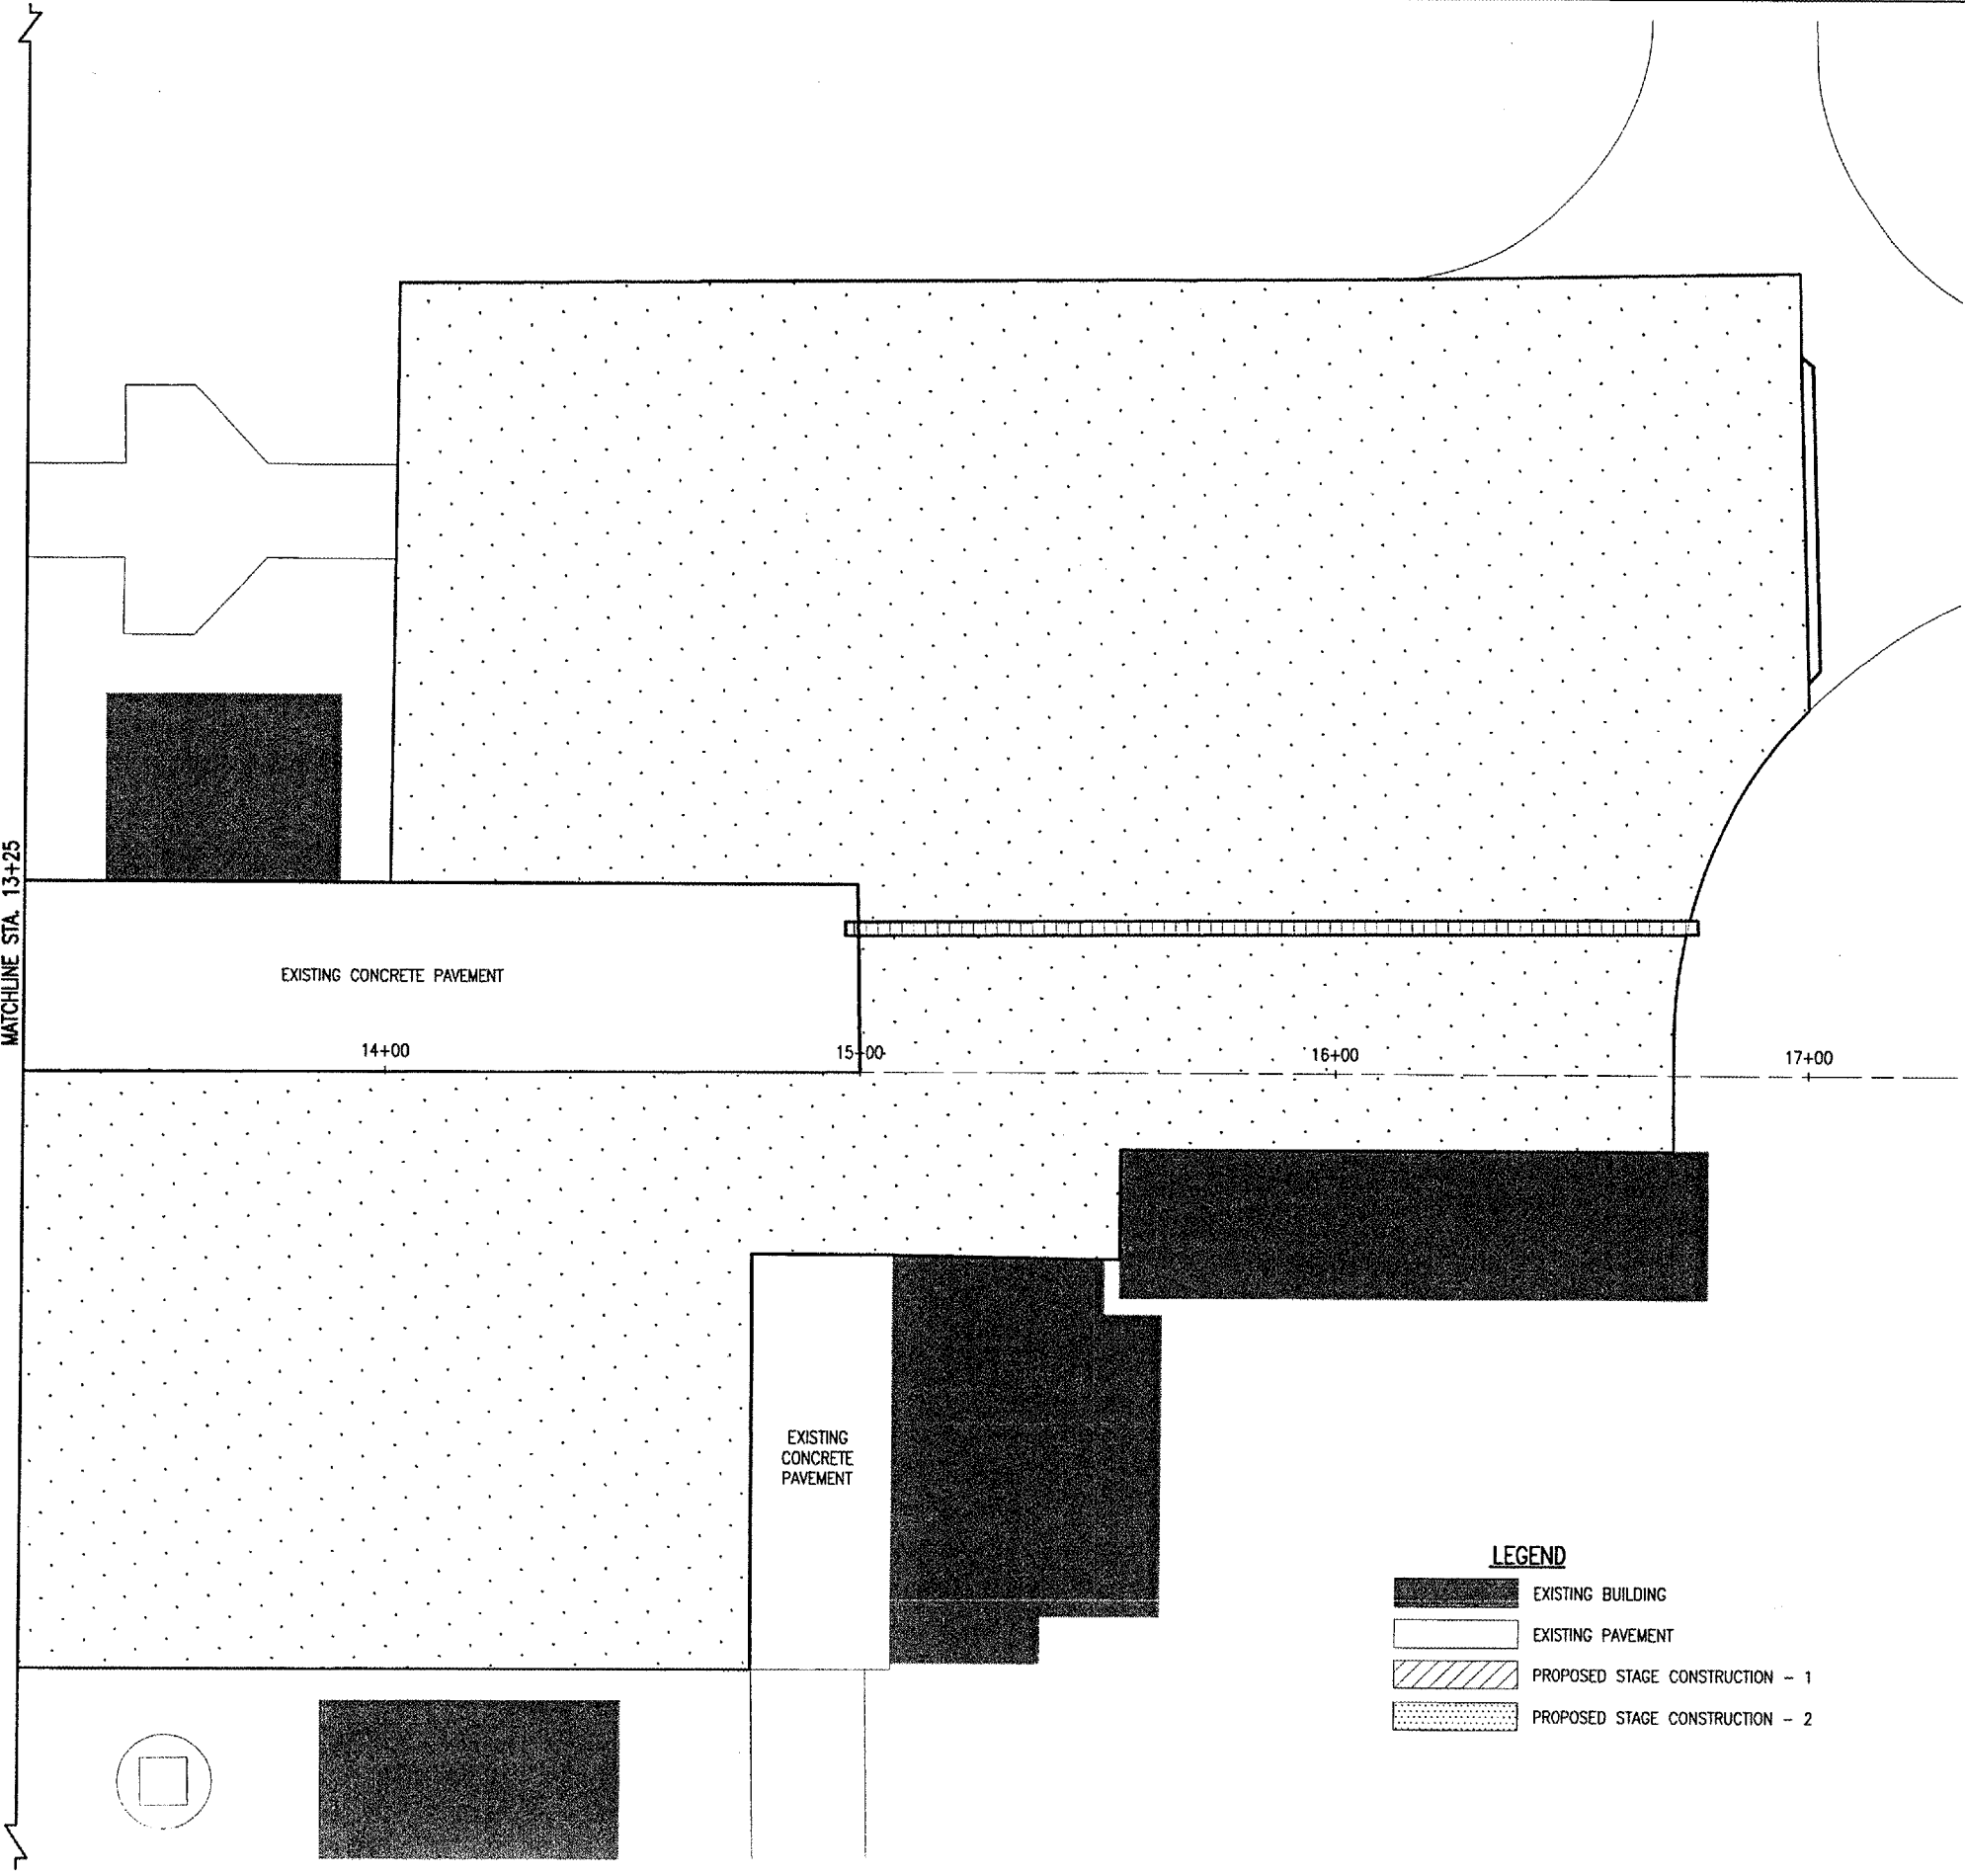 MATCHLINE STA. 13+25
EXISTING CONCRETE PAVEMENT
14+00
15+00
16+00
17+00
EXISTING
CONCRETE
PAVEMENT
LEGEND
EXISTING BUILDING
EXISTING PAVEMENT
PROPOSED STAGE CONSTRUCTION - 1
PROPOSED STAGE CONSTRUCTION - 2